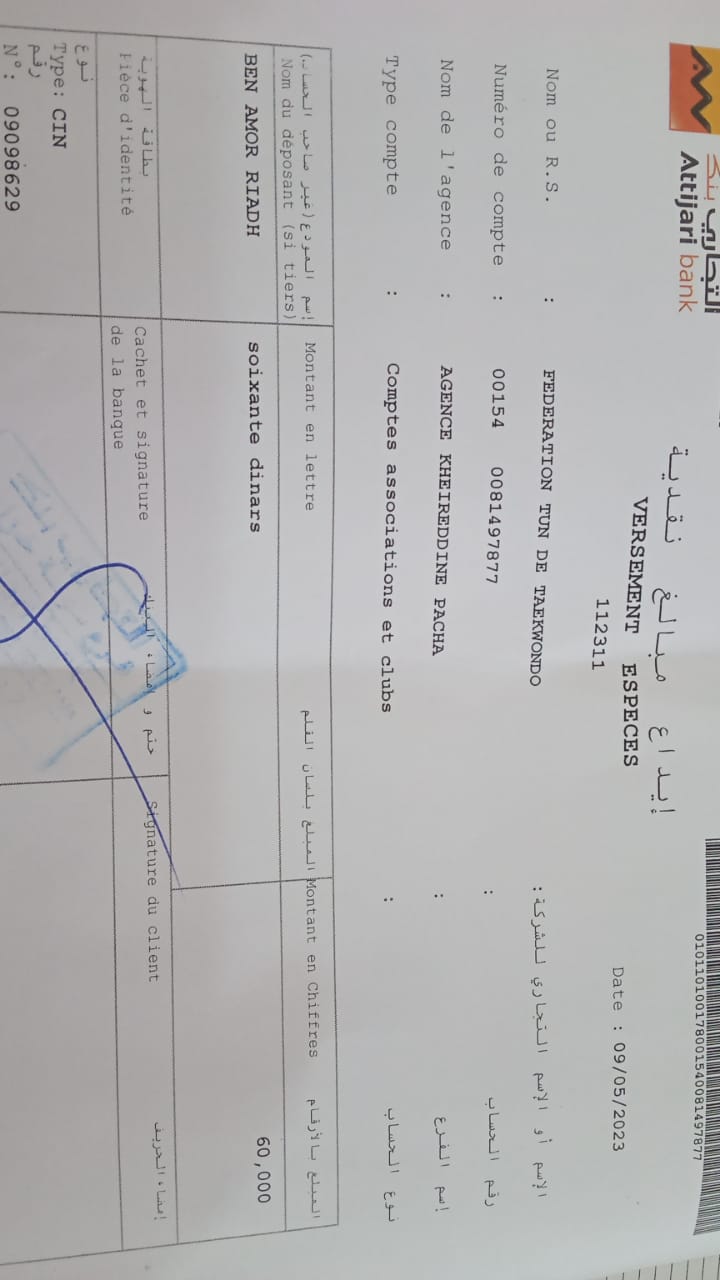 التجاري بنك
Attijari bank
010110100178001540081497877
إيداع مبالغ نقدية
VERSEMENT ESPECES
112311
Date : 09/05/2023
Nom ou R.S. : FEDERATION TUN DE TAEKWONDO : الإسم أو الإسم التجاري للشركة
Numéro de compte : 00154 0081497877 : رقم الحساب
Nom de l'agence : AGENCE KHEIREDDINE PACHA : إسم الفرع
Type compte : Comptes associations et clubs : نوع الحساب
إسم المودع (غير صاحب الحساب)
Nom du déposant (si tiers)
Montant en lettre المبلغ بلسان القلم
Montant en Chiffres المبلغ بالأرقام
BEN AMOR RIADH soixante dinars 60,000
بطاقة الهوية
Pièce d'identité
Cachet et signature ختم و إمضاء البنك
de la banque
Signature du client إمضاء الحريف
نوع
Type: CIN
رقم
N°: 09098629